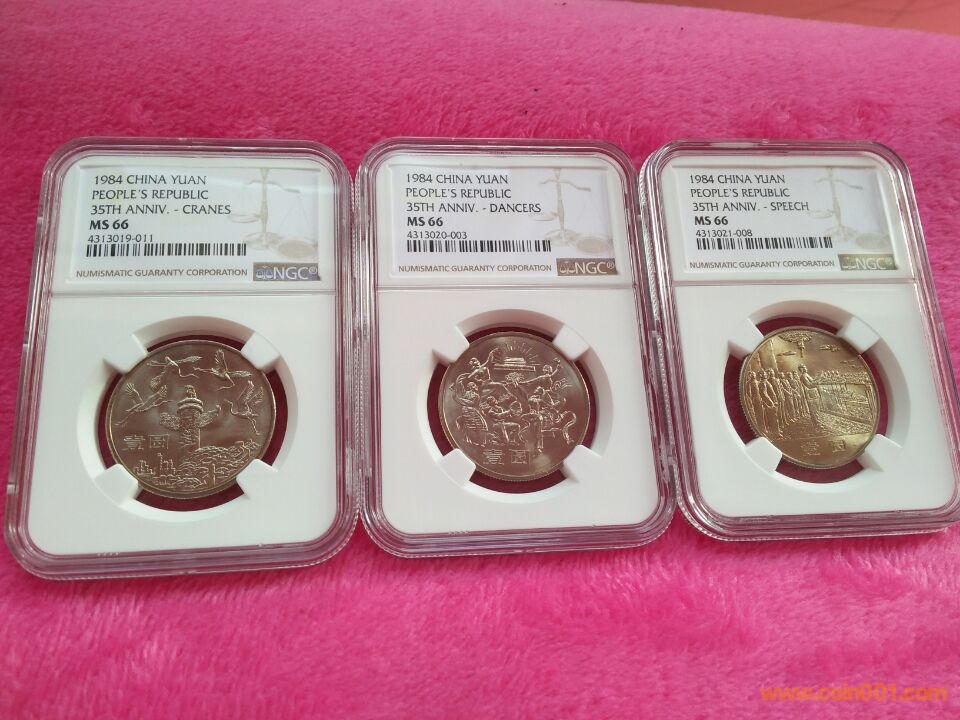 1984 CHINA YUAN
PEOPLE'S REPUBLIC
35TH ANNIV. - CRANES
MS 66
4313019-011
NUMISMATIC GUARANTY CORPORATION
NGC®
壹圆
1984 CHINA YUAN
PEOPLE'S REPUBLIC
35TH ANNIV. - DANCERS
MS 66
4313020-003
NUMISMATIC GUARANTY CORPORATION
NGC®
壹圆
1984 CHINA YUAN
PEOPLE'S REPUBLIC
35TH ANNIV. - SPEECH
MS 66
4313021-008
NUMISMATIC GUARANTY CORPORATION
NGC®
壹圆
www.coin001.com